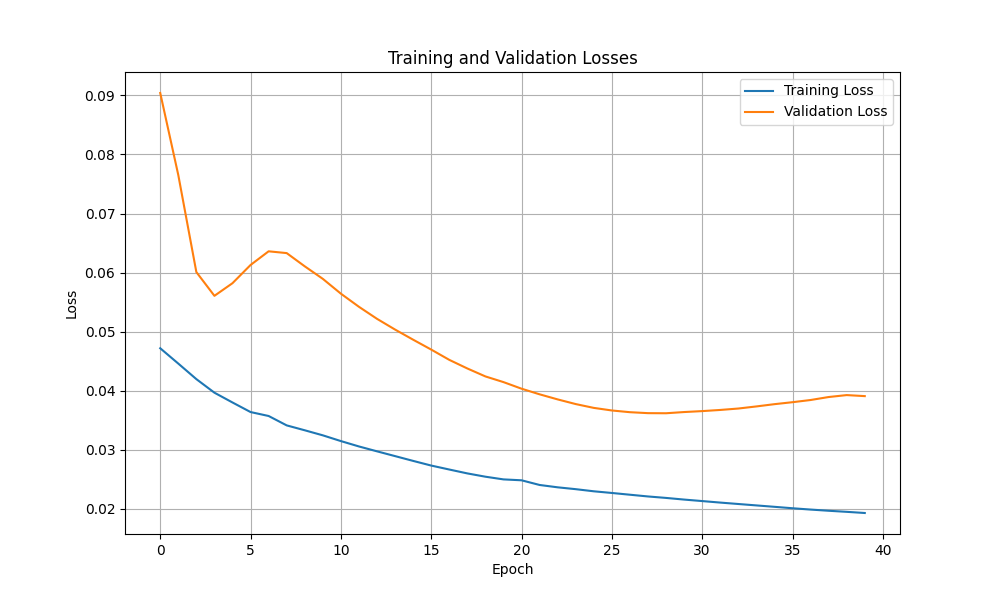 Training and Validation Losses
Training Loss
Validation Loss
0.09
0.08
0.07
0.06
0.05
0.04
0.03
0.02
Loss
0 5 10 15 20 25 30 35 40
Epoch